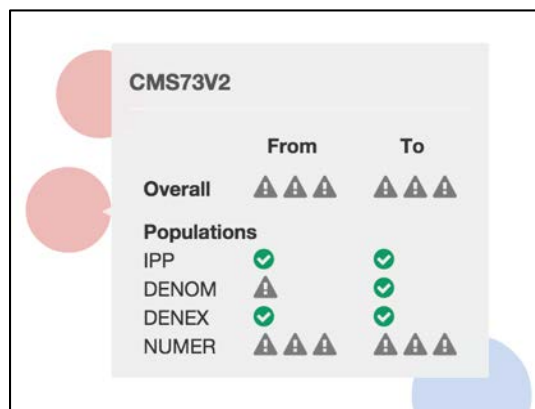 CMS73V2
From To
Overall
Populations
IPP
DENOM
DENEX
NUMER